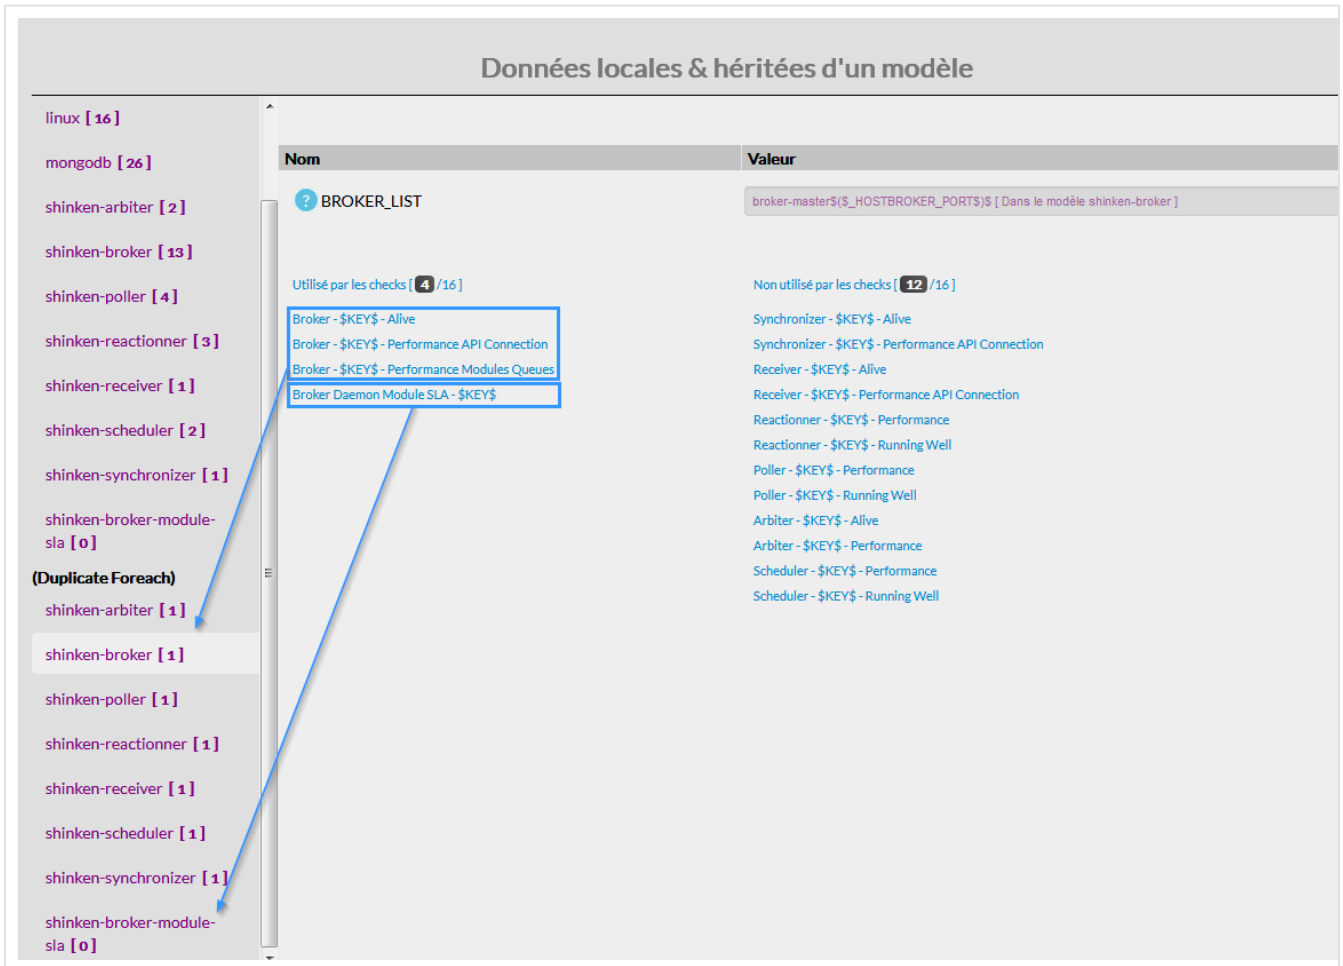 Données locales & héritées d'un modèle
linux [ 16 ]
mongodb [ 26 ]
shinken-arbiter [ 2 ]
shinken-broker [ 13 ]
shinken-poller [ 4 ]
shinken-reactionner [ 3 ]
shinken-receiver [ 1 ]
shinken-scheduler [ 2 ]
shinken-synchronizer [ 1 ]
shinken-broker-module-
sla [ 0 ]
(Duplicate Foreach)
shinken-arbiter [ 1 ]
shinken-broker [ 1 ]
shinken-poller [ 1 ]
shinken-reactionner [ 1 ]
shinken-receiver [ 1 ]
shinken-scheduler [ 1 ]
shinken-synchronizer [ 1 ]
shinken-broker-module-
sla [ 0 ]
Nom
Valeur
? BROKER_LIST
broker-master$($_HOSTBROKER_PORT$)$ [ Dans le modèle shinken-broker ]
Utilisé par les checks [ 4 /16 ]
Broker - $KEY$ - Alive
Broker - $KEY$ - Performance API Connection
Broker - $KEY$ - Performance Modules Queues
Broker Daemon Module SLA - $KEY$
Non utilisé par les checks [ 12 /16 ]
Synchronizer - $KEY$ - Alive
Synchronizer - $KEY$ - Performance API Connection
Receiver - $KEY$ - Alive
Receiver - $KEY$ - Performance API Connection
Reactionner - $KEY$ - Performance
Reactionner - $KEY$ - Running Well
Poller - $KEY$ - Performance
Poller - $KEY$ - Running Well
Arbiter - $KEY$ - Alive
Arbiter - $KEY$ - Performance
Scheduler - $KEY$ - Performance
Scheduler - $KEY$ - Running Well